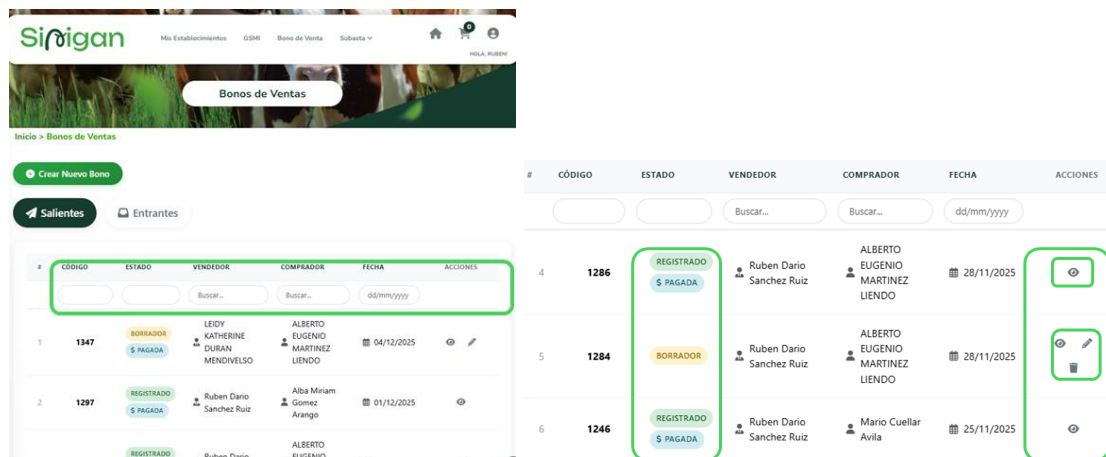 Sinigan
Mis Establecimientos GSMI Bono de Venta Subasta
0
HOLA, RUBEN!
Bonos de Ventas
Inicio > Bonos de Ventas
Crear Nuevo Bono
Salientes Entrantes
# CÓDIGO ESTADO VENDEDOR COMPRADOR FECHA ACCIONES
Buscar... Buscar... dd/mm/yyyy
1 1347 BORRADOR $ PAGADA LEIDY KATHERINE DURAN MENDIVELSO ALBERTO EUGENIO MARTINEZ LIENDO 04/12/2025
2 1297 REGISTRADO $ PAGADA Ruben Dario Sanchez Ruiz Alba Miriam Gomez Arango 01/12/2025
REGISTRADO Ruben Dario ALBERTO EUGENIO
# CÓDIGO ESTADO VENDEDOR COMPRADOR FECHA ACCIONES
Buscar... Buscar... dd/mm/yyyy
4 1286 REGISTRADO $ PAGADA Ruben Dario Sanchez Ruiz ALBERTO EUGENIO MARTINEZ LIENDO 28/11/2025
5 1284 BORRADOR Ruben Dario Sanchez Ruiz ALBERTO EUGENIO MARTINEZ LIENDO 28/11/2025
6 1246 REGISTRADO $ PAGADA Ruben Dario Sanchez Ruiz Mario Cuellar Avila 25/11/2025